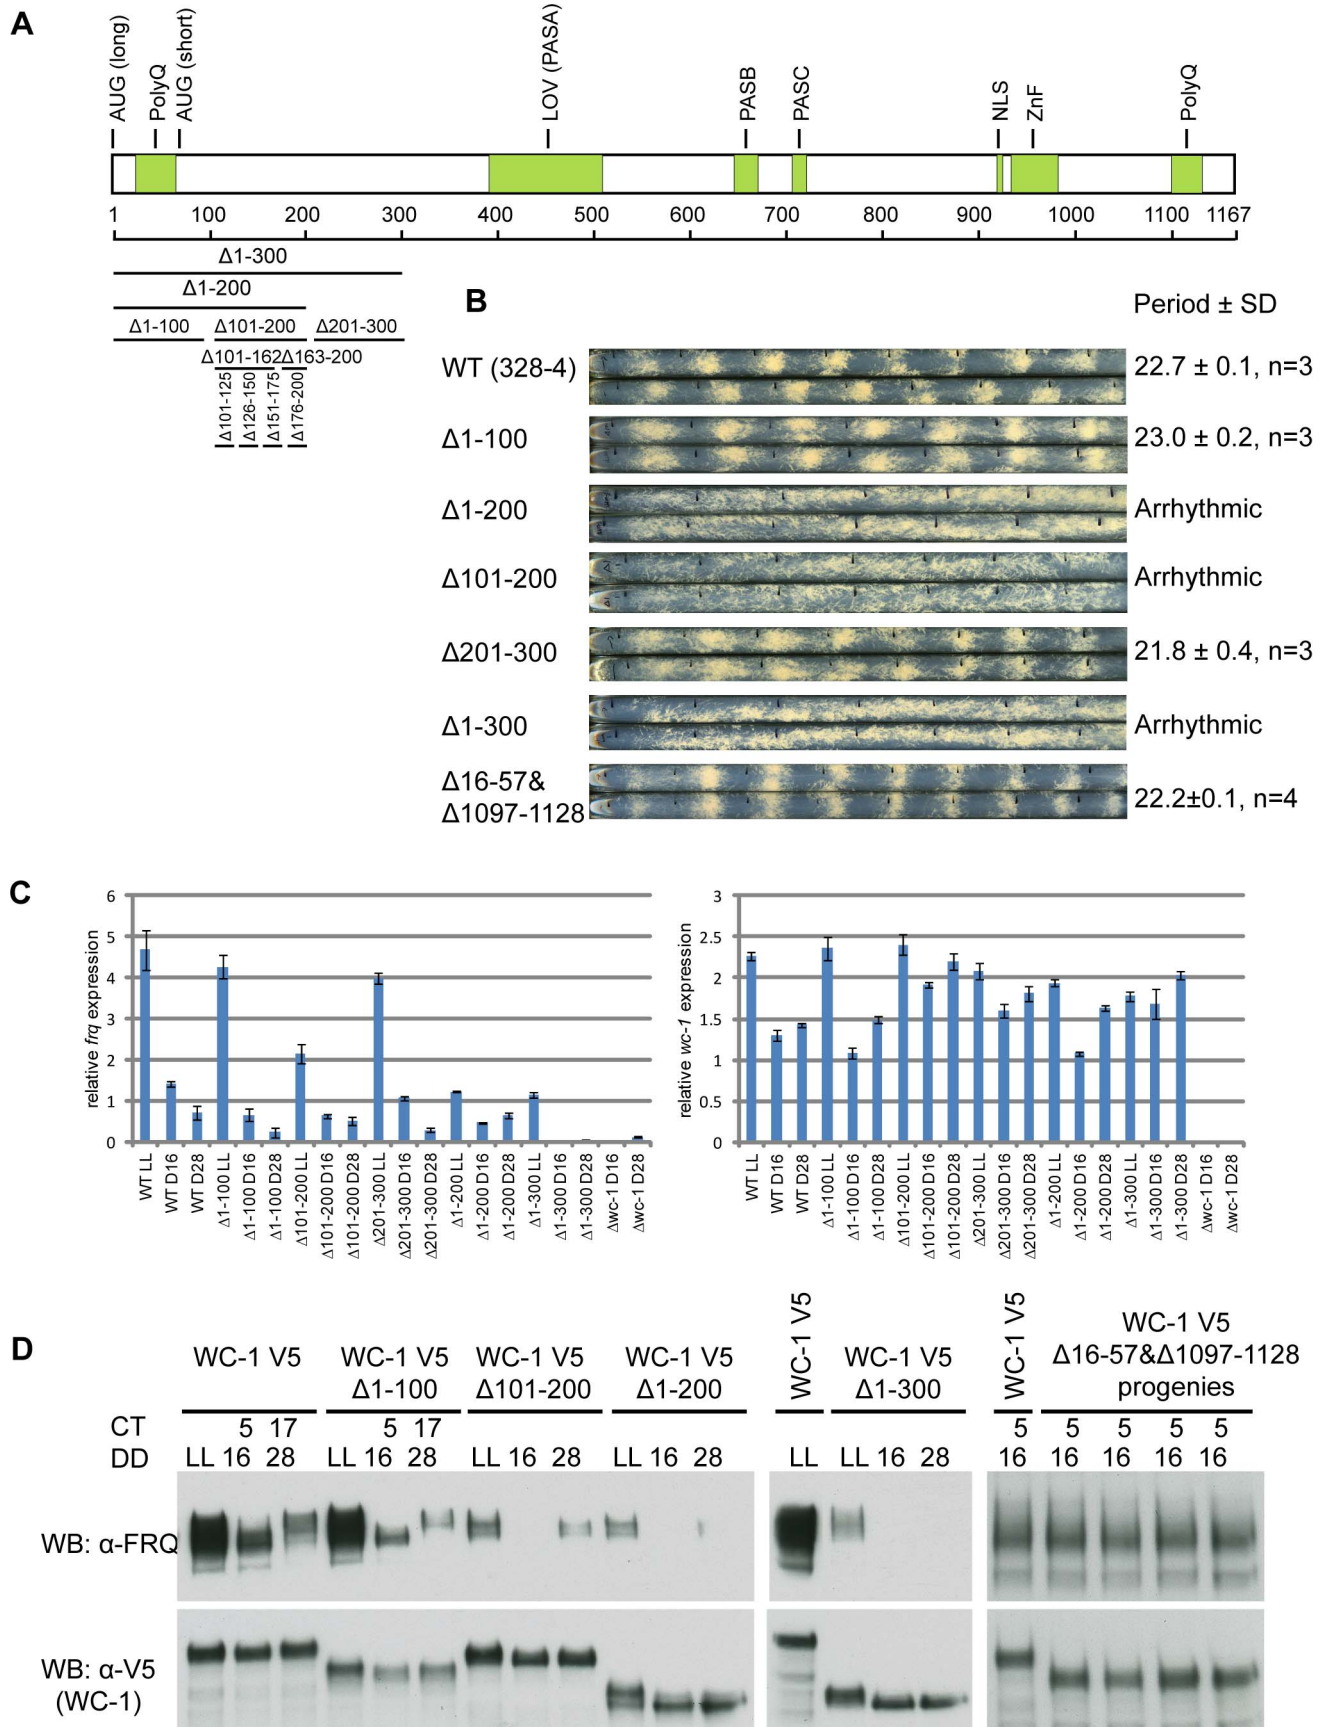 A
AUG (long)
PolyQ
AUG (short)
LOV (PASA)
PASB
PASC
NLS
ZnF
PolyQ
1 100 200 300 400 500 600 700 800 900 1000 1100 1167
Δ1-300
Δ1-200
Δ1-100 Δ101-200 Δ201-300
Δ101-162 Δ163-200
Δ101-125
Δ126-150
Δ151-175
Δ176-200
B
Period ± SD
WT (328-4) 22.7 ± 0.1, n=3
Δ1-100 23.0 ± 0.2, n=3
Δ1-200 Arrhythmic
Δ101-200 Arrhythmic
Δ201-300 21.8 ± 0.4, n=3
Δ1-300 Arrhythmic
Δ16-57&
Δ1097-1128 22.2±0.1, n=4
C
relative frq expression
6
5
4
3
2
1
0
WT LL
WT D16
WT D28
Δ1-100 LL
Δ1-100 D16
Δ1-100 D28
Δ101-200 LL
Δ101-200 D16
Δ101-200 D28
Δ201-300 LL
Δ201-300 D16
Δ201-300 D28
Δ1-200 LL
Δ1-200 D16
Δ1-200 D28
Δ1-300 LL
Δ1-300 D16
Δ1-300 D28
Δwc-1 D16
Δwc-1 D28
relative wc-1 expression
3
2.5
2
1.5
1
0.5
0
WT LL
WT D16
WT D28
Δ1-100 LL
Δ1-100 D16
Δ1-100 D28
Δ101-200 LL
Δ101-200 D16
Δ101-200 D28
Δ201-300 LL
Δ201-300 D16
Δ201-300 D28
Δ1-200 LL
Δ1-200 D16
Δ1-200 D28
Δ1-300 LL
Δ1-300 D16
Δ1-300 D28
Δwc-1 D16
Δwc-1 D28
D
WC-1 V5
WC-1 V5
Δ1-100
WC-1 V5
Δ101-200
WC-1 V5
Δ1-200
WC-1 V5
WC-1 V5
Δ1-300
WC-1 V5
WC-1 V5
Δ16-57&Δ1097-1128
progenies
CT 5 17 5 17 5 5 5 5 5
DD LL 16 28 LL 16 28 LL 16 28 LL 16 28 LL LL 16 28 16 16 16 16 16
WB: α-FRQ
WB: α-V5
(WC-1)